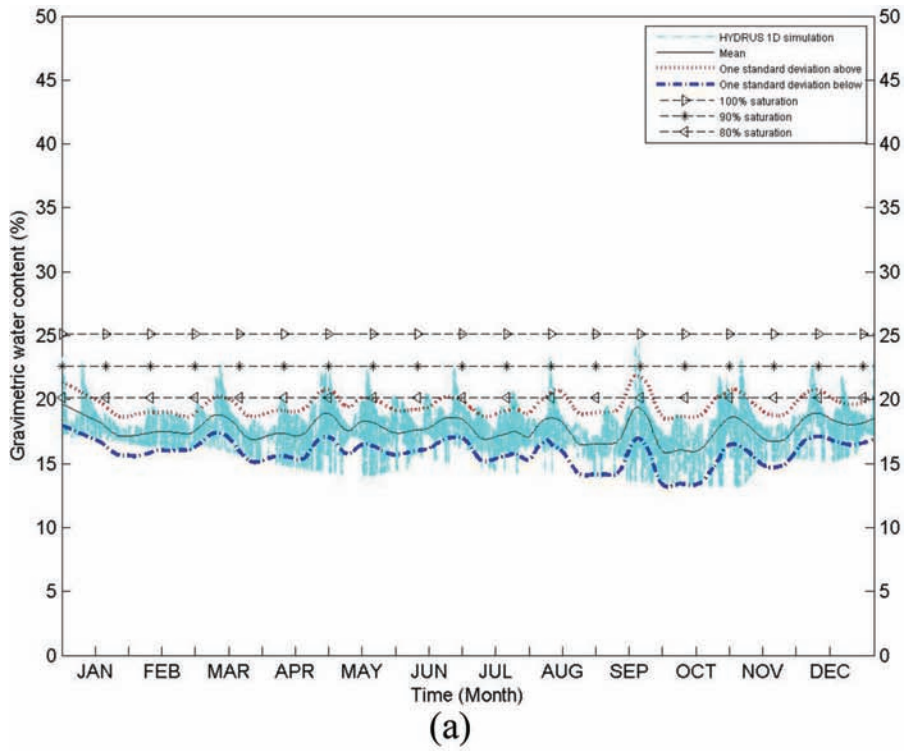 50
45
40
35
30
25
20
15
10
5
0
Gravimetric water content (%)
HYDRUS 1D simulation
Mean
One standard deviation above
One standard deviation below
100% saturation
90% saturation
80% saturation
50
45
40
35
30
25
20
15
10
5
0
JAN FEB MAR APR MAY JUN JUL AUG SEP OCT NOV DEC
Time (Month)
(a)